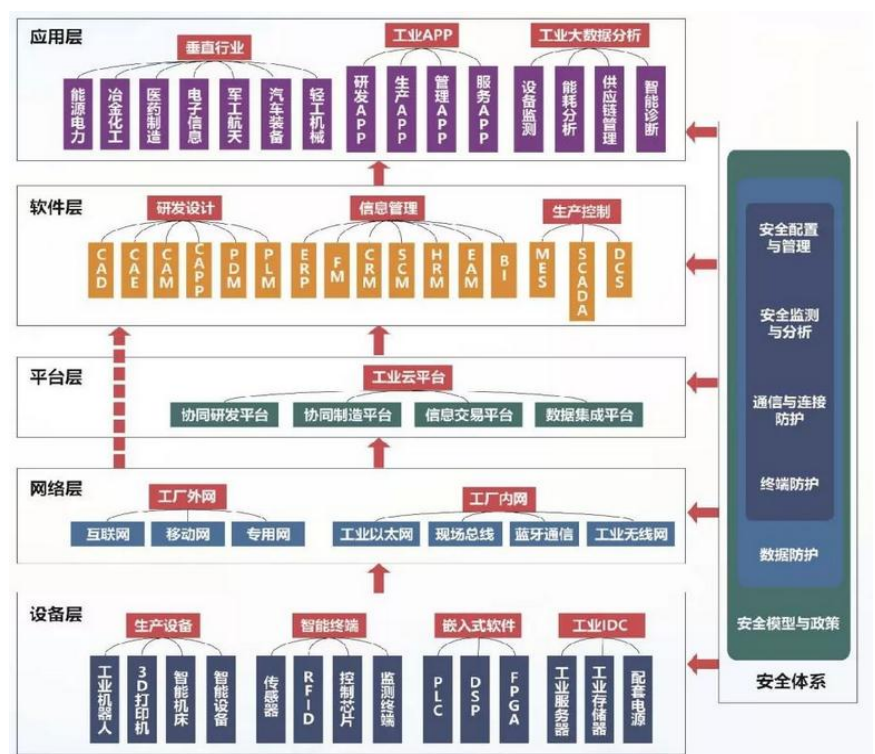 应用层
垂直行业
工业APP
工业大数据分析
能源电力
冶金化工
医药制造
电子信息
军工航天
汽车装备
轻工机械
研发APP
生产APP
管理APP
服务APP
设备监测
能耗分析
供应链管理
智能诊断
软件层
研发设计
信息管理
生产控制
CAD
CAE
CAM
CAPP
PDM
PLM
ERP
FM
CRM
SCM
HRM
EAM
BI
MES
SCADA
DCS
平台层
工业云平台
协同研发平台
协同制造平台
信息交易平台
数据集成平台
网络层
工厂外网
工厂内网
互联网
移动网
专用网
工业以太网
现场总线
蓝牙通信
工业无线网
设备层
生产设备
智能终端
嵌入式软件
工业IDC
工业机器人
3D打印机
智能机床
智能设备
传感器
RFID
控制芯片
监测终端
PLC
DSP
FPGA
工业服务器
工业存储器
配套电源
安全配置
与管理
安全监测
与分析
通信与连接
防护
终端防护
数据防护
安全模型与政策
安全体系